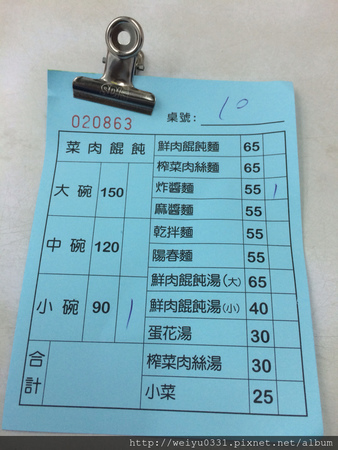 020863
桌號: 10
菜肉餛飩
大碗 150
中碗 120
小碗 90 1
合計
鮮肉餛飩麵 65
榨菜肉絲麵 65
炸醬麵 55 1
麻醬麵 55
乾拌麵 55
陽春麵 55
鮮肉餛飩湯(大) 65
鮮肉餛飩湯(小) 40
蛋花湯 30
榨菜肉絲湯 30
小菜 25
http://weiyu0331.pixnet.net/album